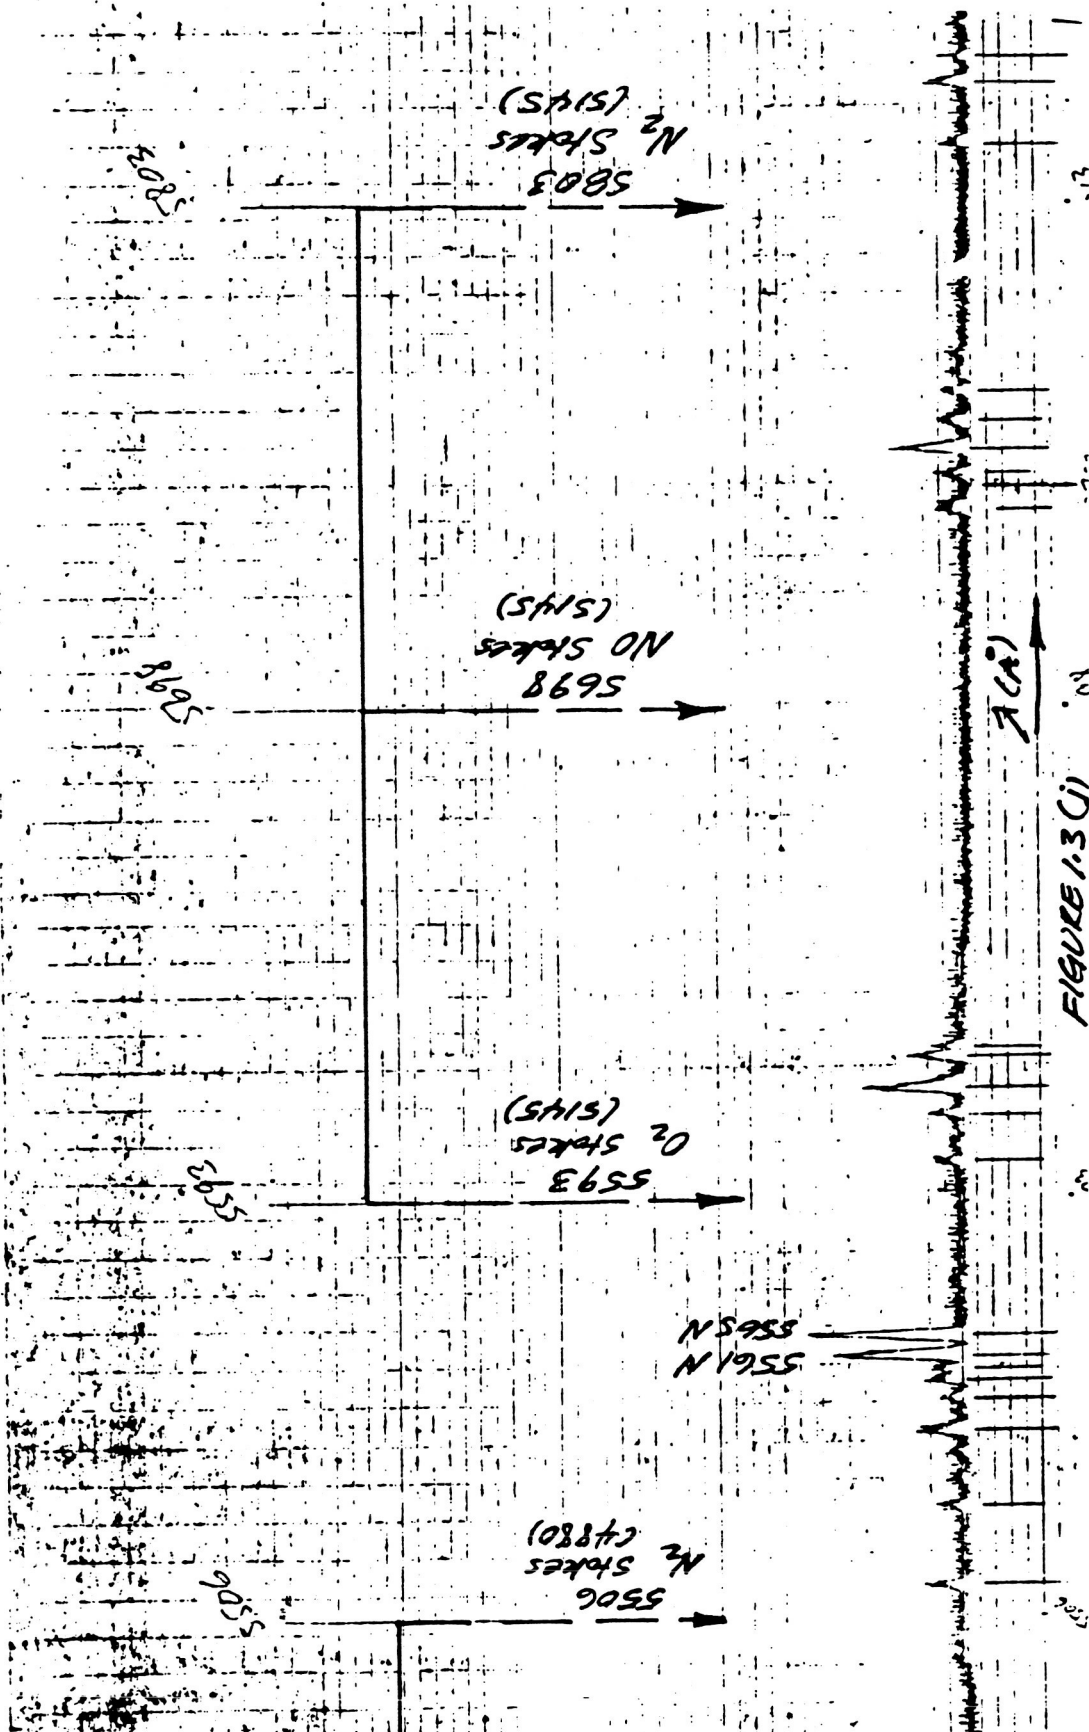 5803
5803
N₂ Stokes
(5145)
5698
5698
NO Stokes
(5145)
5593
5593
O₂ Stokes
(5145)
5565 N
5561 N
5506
5506
N₂ Stokes
(4880)
λ(Å)
FIGURE 1.3 (j)